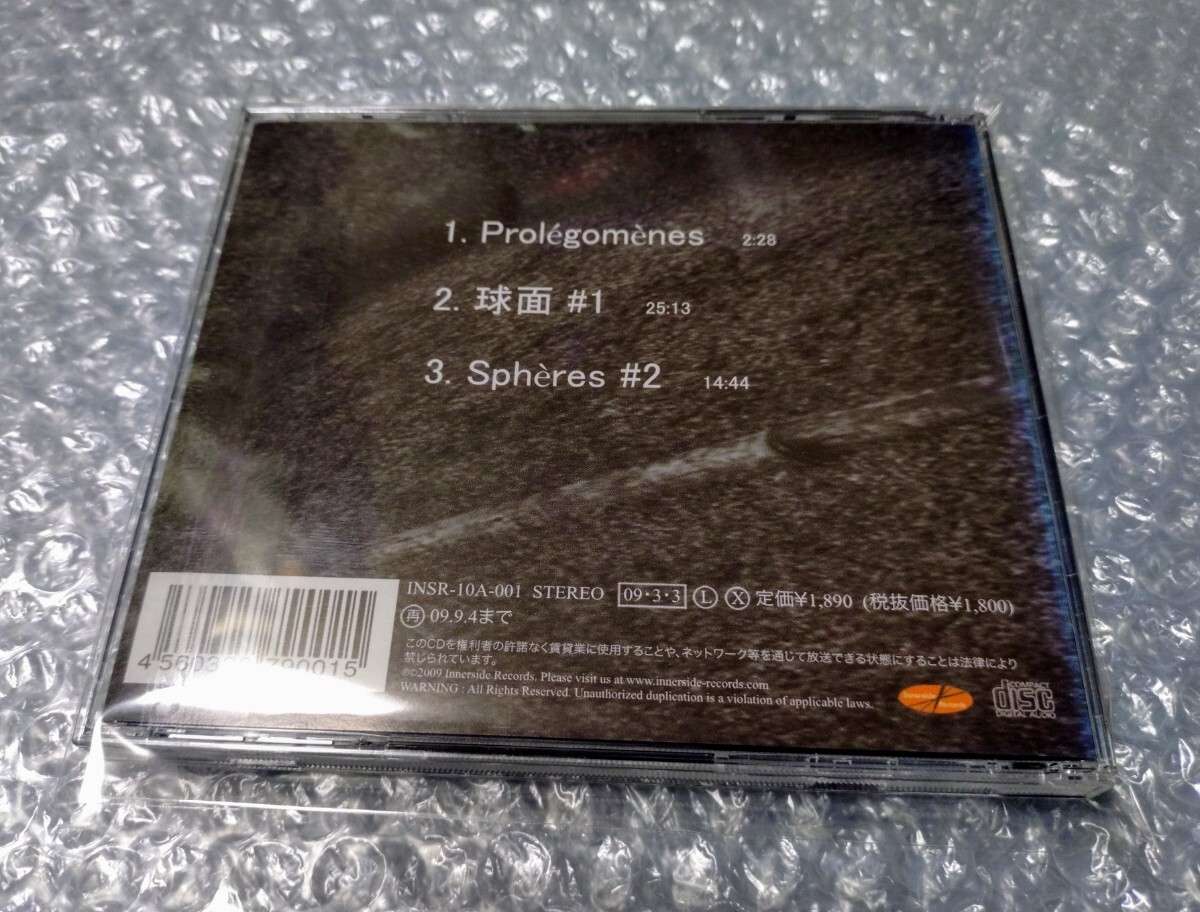 1. Prolégomènes 2:28
2. 球面 #1 25:13
3. Sphères #2 14:44
INSR-10A-001 STEREO 09・3・3 Ⓛ Ⓧ 定価¥1,890 (税抜価格¥1,800)
㊞再 09.9.4まで
このCDを権利者の許諾なく賃貸業に使用することや、ネットワーク等を通じて放送できる状態にすることは法律により
禁じられています。
℗©2009 Innerside Records. Please visit us at www.innerside-records.com
WARNING : All Rights Reserved. Unauthorized duplication is a violation of applicable laws.
Innerside Records
COMPACT
disc
DIGITAL AUDIO